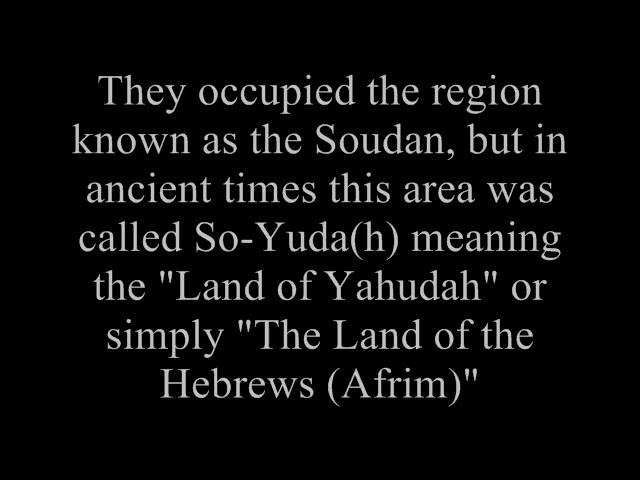 They occupied the region
known as the Soudan, but in
ancient times this area was
called So-Yuda(h) meaning
the "Land of Yahudah" or
simply "The Land of the
Hebrews (Afrim)"